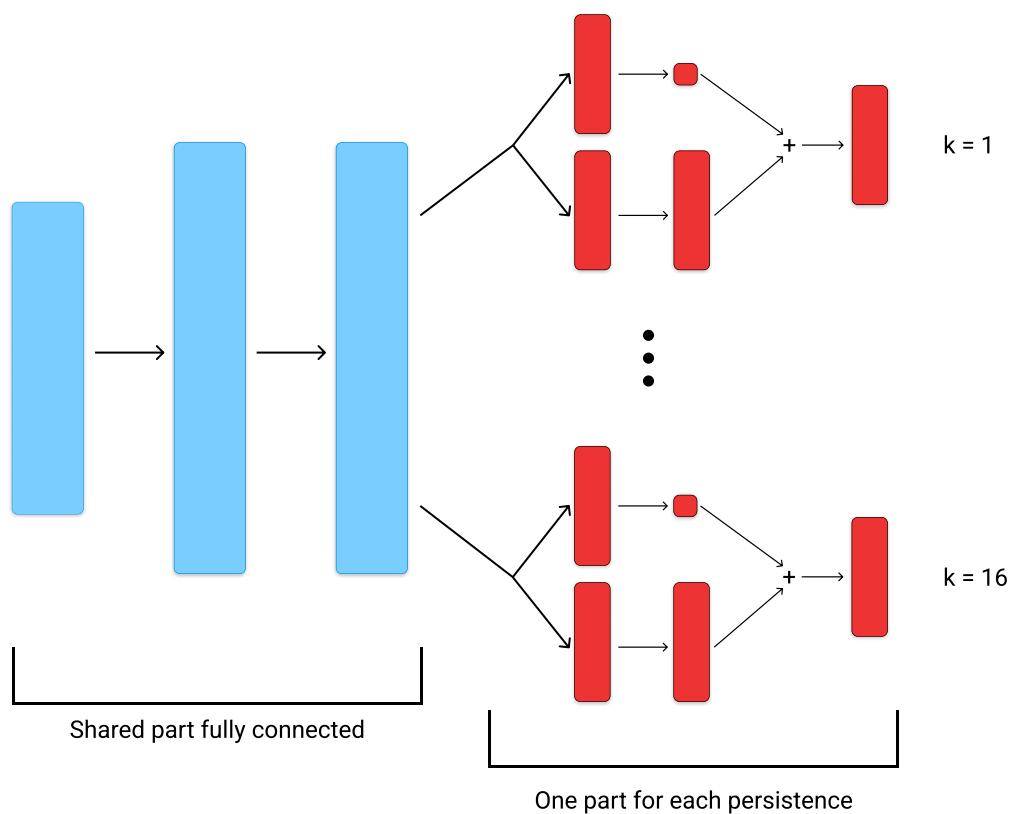 +
k = 1
+
k = 16
Shared part fully connected
One part for each persistence